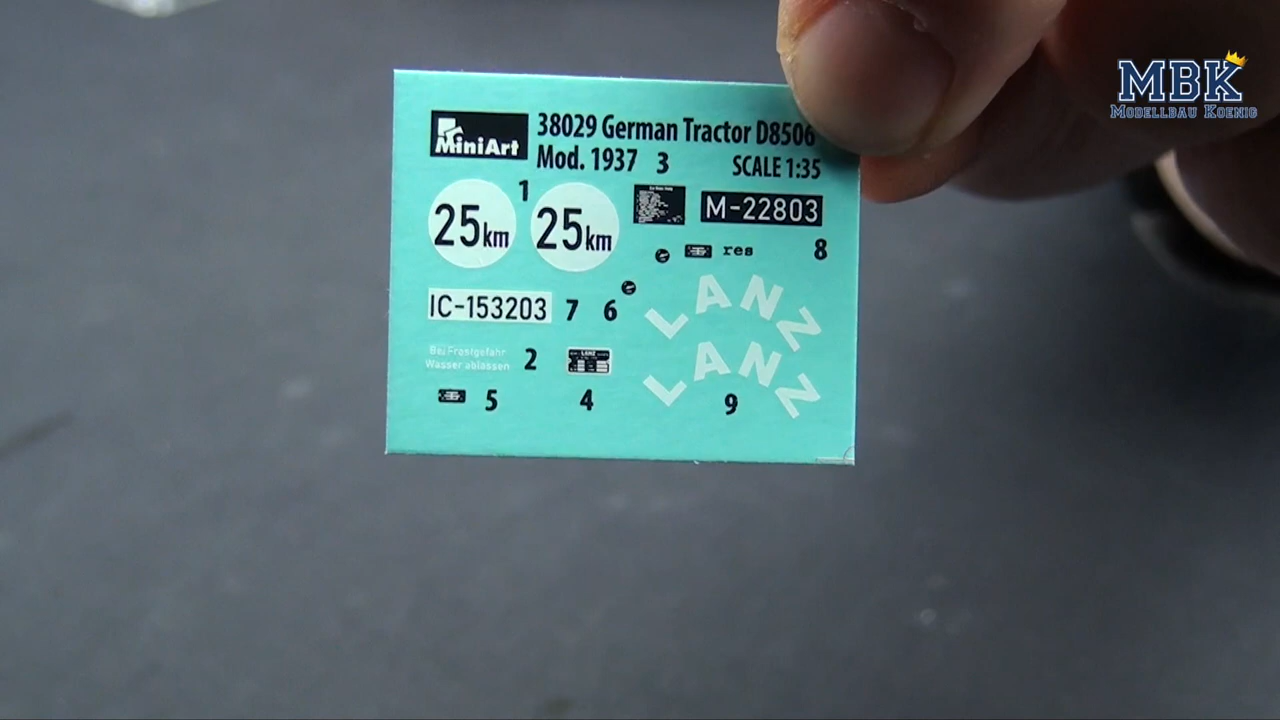 MBK
MODELLBAU KOENIG
MiniArt
38029 German Tractor D8506
Mod. 1937 3 SCALE 1:35
1
25km 25km
M-22803
res 8
IC-153203 7 6
LANZ
Bei Frostgefahr
Wasser ablassen 2
LANZ
LANZ
5 4 9